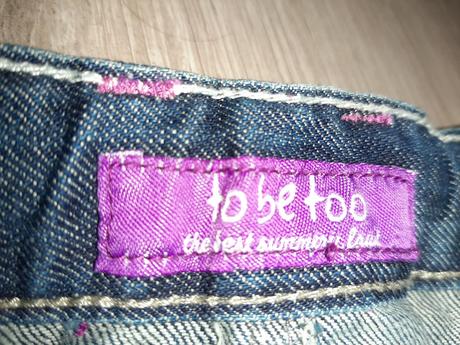 to be too
the best summer